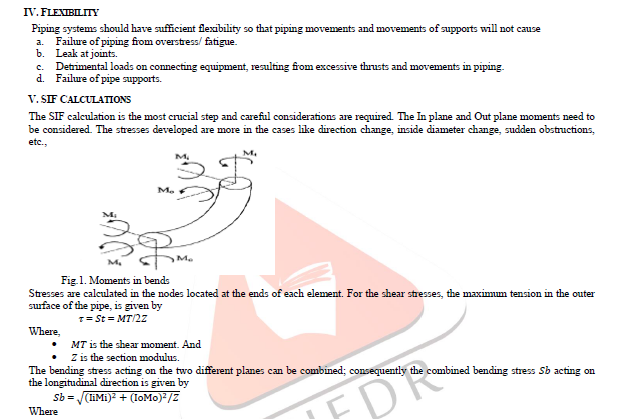 IV. FLEXIBILITY
Piping systems should have sufficient flexibility so that piping movements and movements of supports will not cause
a. Failure of piping from overstress/ fatigue.
b. Leak at joints.
c. Detrimental loads on connecting equipment, resulting from excessive thrusts and movements in piping.
d. Failure of pipe supports.
V. SIF CALCULATIONS
The SIF calculation is the most crucial step and careful considerations are required. The In plane and Out plane moments need to
be considered. The stresses developed are more in the cases like direction change, inside diameter change, sudden obstructions,
etc.,
Mi Mt
Mo
Mi
Mt Mo
Fig.1. Moments in bends
Stresses are calculated in the nodes located at the ends of each element. For the shear stresses, the maximum tension in the outer
surface of the pipe, is given by
τ = St = MT/2Z
Where,
• MT is the shear moment. And
• Z is the section modulus.
The bending stress acting on the two different planes can be combined; consequently the combined bending stress Sb acting on
the longitudinal direction is given by
Sb = √(IiMi)² + (IoMo)²/Z
Where
IFDR